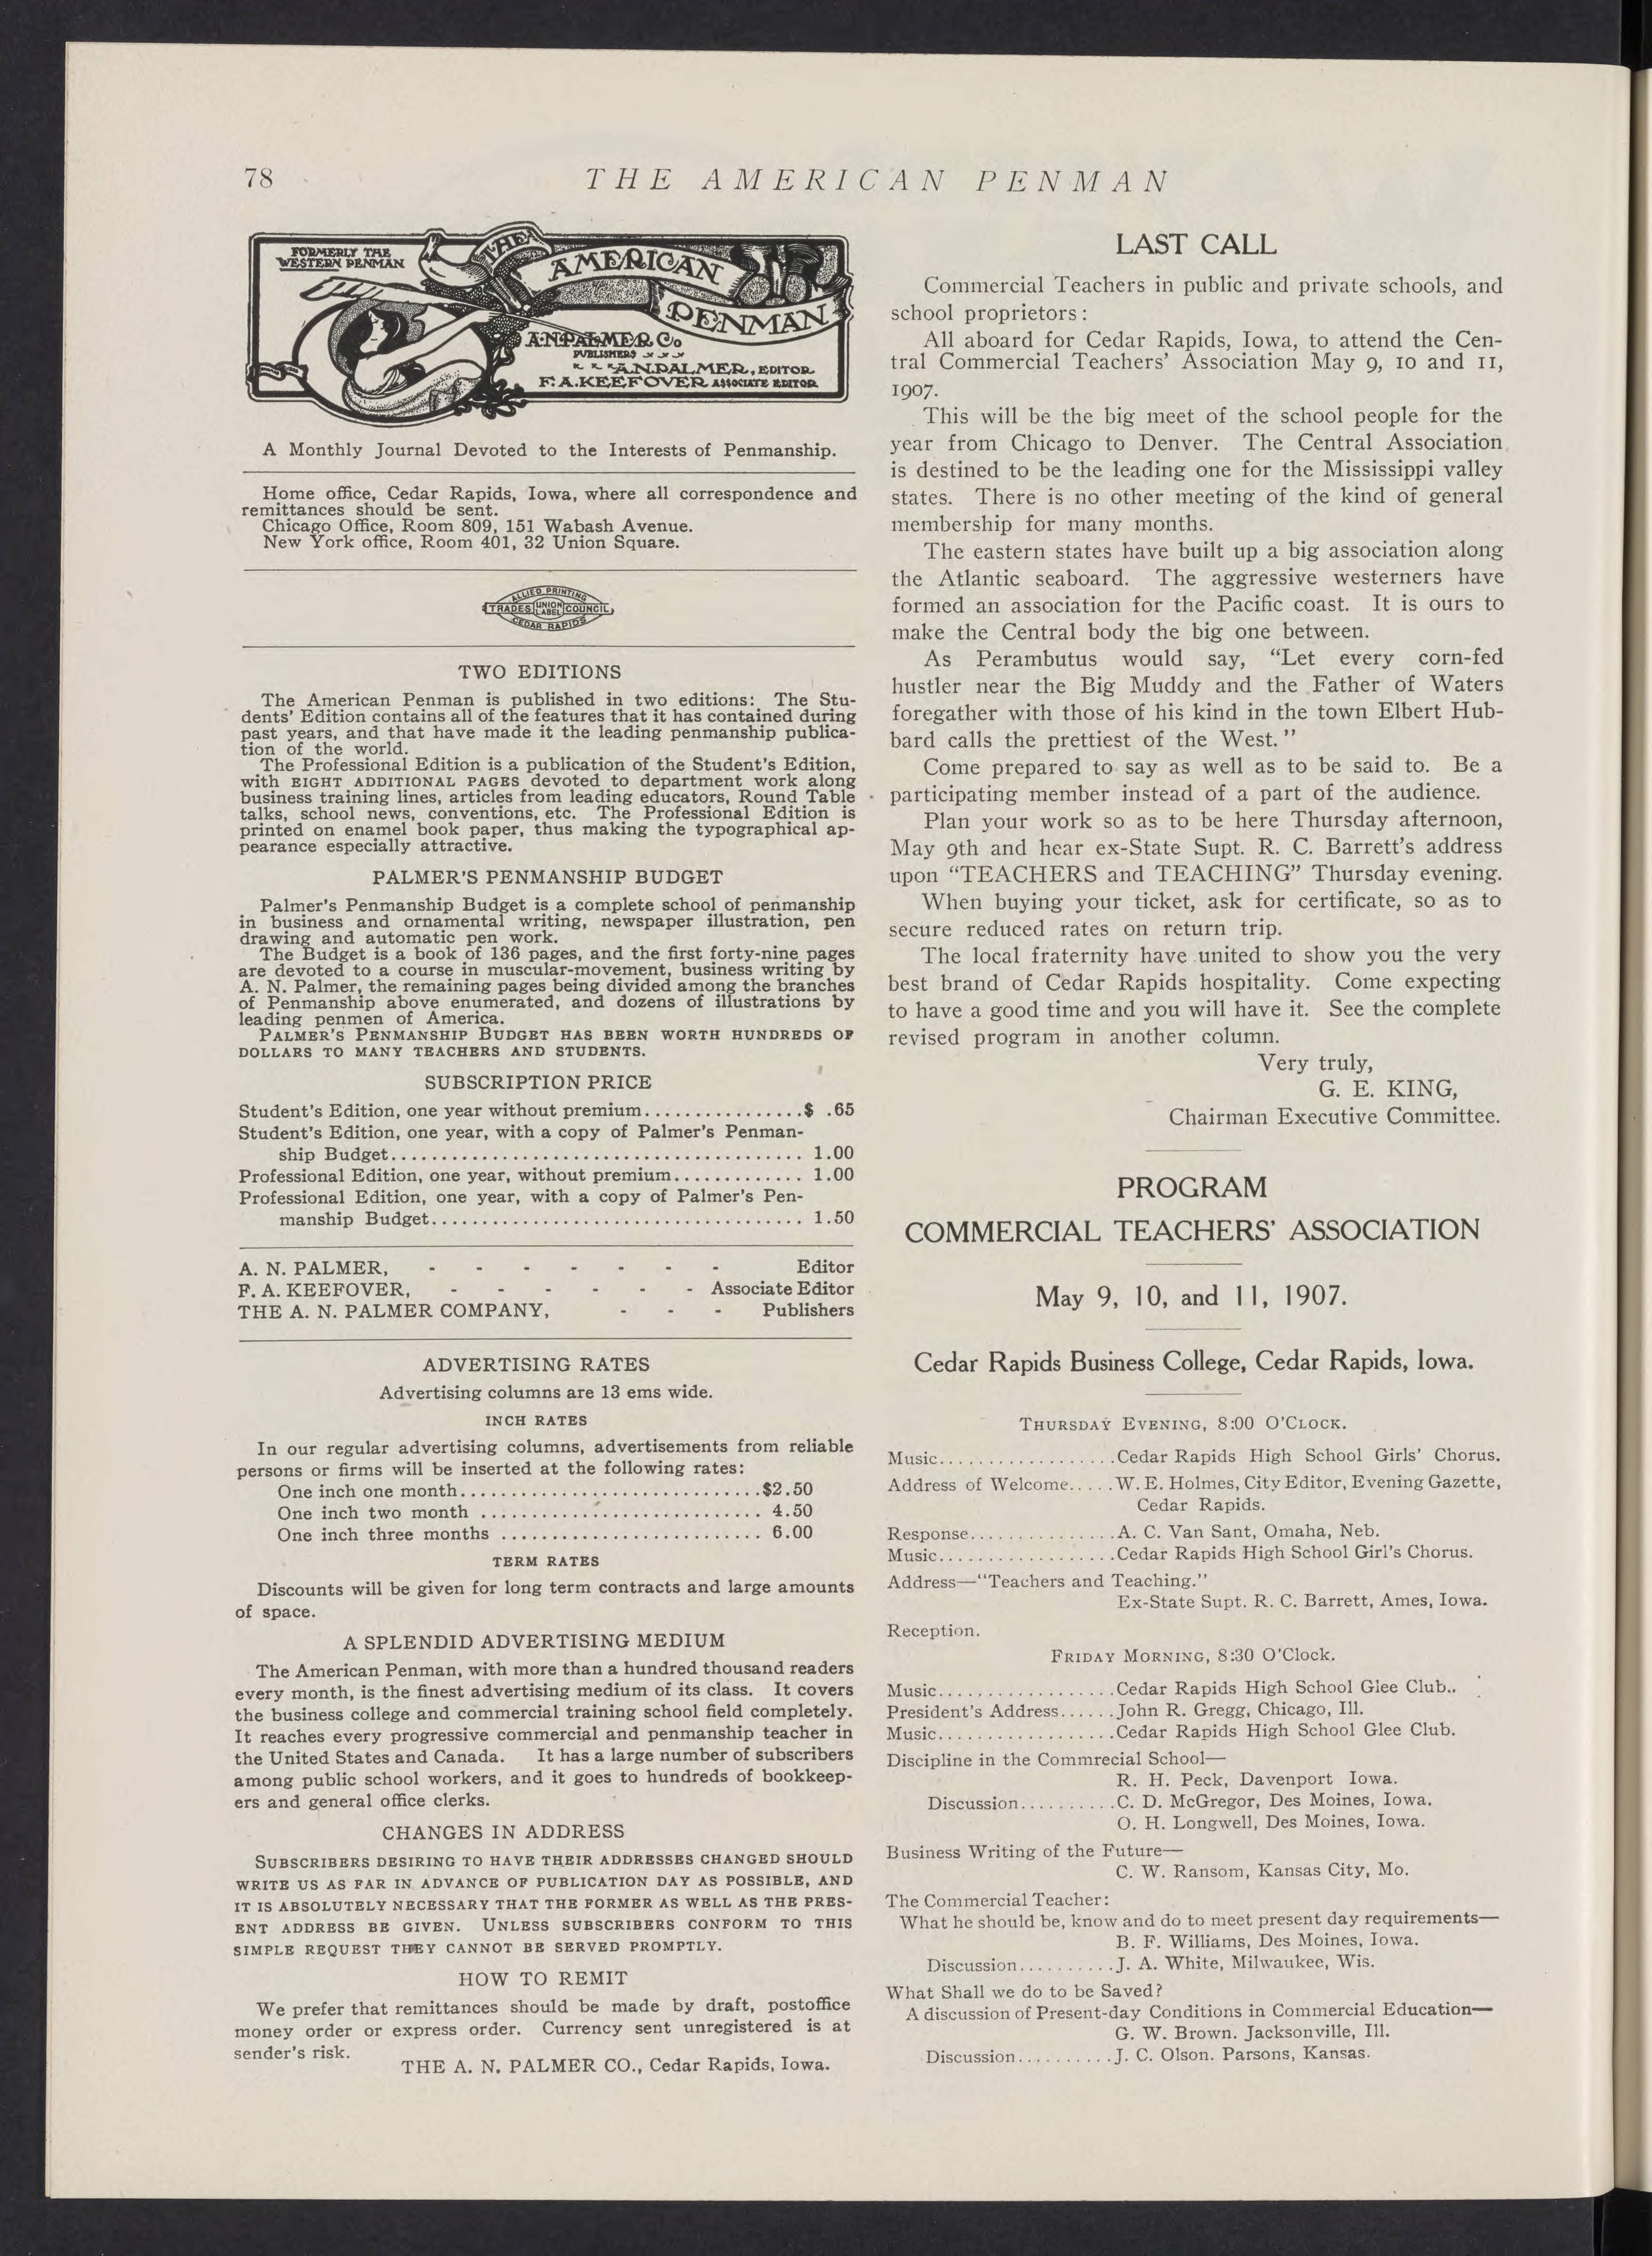 78
THE AMERICAN PENMAN
FORMERLY THE
WESTERN PENMAN
THE
AMERICAN
PENMAN
A.N.PALMER Co
PUBLISHERS
A.N.PALMER, EDITOR
F.A.KEEFOVER ASSOCIATE EDITOR
A Monthly Journal Devoted to the Interests of Penmanship.
Home office, Cedar Rapids, Iowa, where all correspondence and
remittances should be sent.
Chicago Office, Room 809, 151 Wabash Avenue.
New York office, Room 401, 32 Union Square.
ALLIED PRINTING
TRADES UNION LABEL COUNCIL
CEDAR RAPIDS
TWO EDITIONS
The American Penman is published in two editions: The Stu-
dents' Edition contains all of the features that it has contained during
past years, and that have made it the leading penmanship publica-
tion of the world.
The Professional Edition is a publication of the Student's Edition,
with EIGHT ADDITIONAL PAGES devoted to department work along
business training lines, articles from leading educators, Round Table
talks, school news, conventions, etc. The Professional Edition is
printed on enamel book paper, thus making the typographical ap-
pearance especially attractive.
PALMER'S PENMANSHIP BUDGET
Palmer's Penmanship Budget is a complete school of penmanship
in business and ornamental writing, newspaper illustration, pen
drawing and automatic pen work.
The Budget is a book of 136 pages, and the first forty-nine pages
are devoted to a course in muscular-movement, business writing by
A. N. Palmer, the remaining pages being divided among the branches
of Penmanship above enumerated, and dozens of illustrations by
leading penmen of America.
PALMER'S PENMANSHIP BUDGET HAS BEEN WORTH HUNDREDS OF
DOLLARS TO MANY TEACHERS AND STUDENTS.
SUBSCRIPTION PRICE
Student's Edition, one year without premium................$ .65
Student's Edition, one year, with a copy of Palmer's Penman-
ship Budget......................................... 1.00
Professional Edition, one year, without premium............. 1.00
Professional Edition, one year, with a copy of Palmer's Pen-
manship Budget..................................... 1.50
A. N. PALMER, - - - - - - - Editor
F. A. KEEFOVER, - - - - - - Associate Editor
THE A. N. PALMER COMPANY, - - - Publishers
ADVERTISING RATES
Advertising columns are 13 ems wide.
INCH RATES
In our regular advertising columns, advertisements from reliable
persons or firms will be inserted at the following rates:
One inch one month..............................$2.50
One inch two month ............................ 4.50
One inch three months .......................... 6.00
TERM RATES
Discounts will be given for long term contracts and large amounts
of space.
A SPLENDID ADVERTISING MEDIUM
The American Penman, with more than a hundred thousand readers
every month, is the finest advertising medium of its class. It covers
the business college and commercial training school field completely.
It reaches every progressive commercial and penmanship teacher in
the United States and Canada. It has a large number of subscribers
among public school workers, and it goes to hundreds of bookkeep-
ers and general office clerks.
CHANGES IN ADDRESS
SUBSCRIBERS DESIRING TO HAVE THEIR ADDRESSES CHANGED SHOULD
WRITE US AS FAR IN ADVANCE OF PUBLICATION DAY AS POSSIBLE, AND
IT IS ABSOLUTELY NECESSARY THAT THE FORMER AS WELL AS THE PRES-
ENT ADDRESS BE GIVEN. UNLESS SUBSCRIBERS CONFORM TO THIS
SIMPLE REQUEST THEY CANNOT BE SERVED PROMPTLY.
HOW TO REMIT
We prefer that remittances should be made by draft, postoffice
money order or express order. Currency sent unregistered is at
sender's risk.
THE A. N. PALMER CO., Cedar Rapids, Iowa.
LAST CALL
Commercial Teachers in public and private schools, and
school proprietors:
All aboard for Cedar Rapids, Iowa, to attend the Cen-
tral Commercial Teachers' Association May 9, 10 and 11,
1907.
This will be the big meet of the school people for the
year from Chicago to Denver. The Central Association
is destined to be the leading one for the Mississippi valley
states. There is no other meeting of the kind of general
membership for many months.
The eastern states have built up a big association along
the Atlantic seaboard. The aggressive westerners have
formed an association for the Pacific coast. It is ours to
make the Central body the big one between.
As Perambutus would say, "Let every corn-fed
hustler near the Big Muddy and the Father of Waters
foregather with those of his kind in the town Elbert Hub-
bard calls the prettiest of the West."
Come prepared to say as well as to be said to. Be a
participating member instead of a part of the audience.
Plan your work so as to be here Thursday afternoon,
May 9th and hear ex-State Supt. R. C. Barrett's address
upon "TEACHERS and TEACHING" Thursday evening.
When buying your ticket, ask for certificate, so as to
secure reduced rates on return trip.
The local fraternity have united to show you the very
best brand of Cedar Rapids hospitality. Come expecting
to have a good time and you will have it. See the complete
revised program in another column.
Very truly,
G. E. KING,
Chairman Executive Committee.
PROGRAM
COMMERCIAL TEACHERS' ASSOCIATION
May 9, 10, and 11, 1907.
Cedar Rapids Business College, Cedar Rapids, Iowa.
THURSDAY EVENING, 8:00 O'CLOCK.
Music..................Cedar Rapids High School Girls' Chorus.
Address of Welcome.....W. E. Holmes, City Editor, Evening Gazette,
Cedar Rapids.
Response...............A. C. Van Sant, Omaha, Neb.
Music..................Cedar Rapids High School Girl's Chorus.
Address—"Teachers and Teaching."
Ex-State Supt. R. C. Barrett, Ames, Iowa.
Reception.
FRIDAY MORNING, 8:30 O'Clock.
Music..................Cedar Rapids High School Glee Club..
President's Address......John R. Gregg, Chicago, Ill.
Music..................Cedar Rapids High School Glee Club.
Discipline in the Commrecial School—
R. H. Peck, Davenport Iowa.
Discussion..........C. D. McGregor, Des Moines, Iowa.
O. H. Longwell, Des Moines, Iowa.
Business Writing of the Future—
C. W. Ransom, Kansas City, Mo.
The Commercial Teacher:
What he should be, know and do to meet present day requirements—
B. F. Williams, Des Moines, Iowa.
Discussion..........J. A. White, Milwaukee, Wis.
What Shall we do to be Saved?
A discussion of Present-day Conditions in Commercial Education—
G. W. Brown. Jacksonville, Ill.
Discussion..........J. C. Olson. Parsons, Kansas.